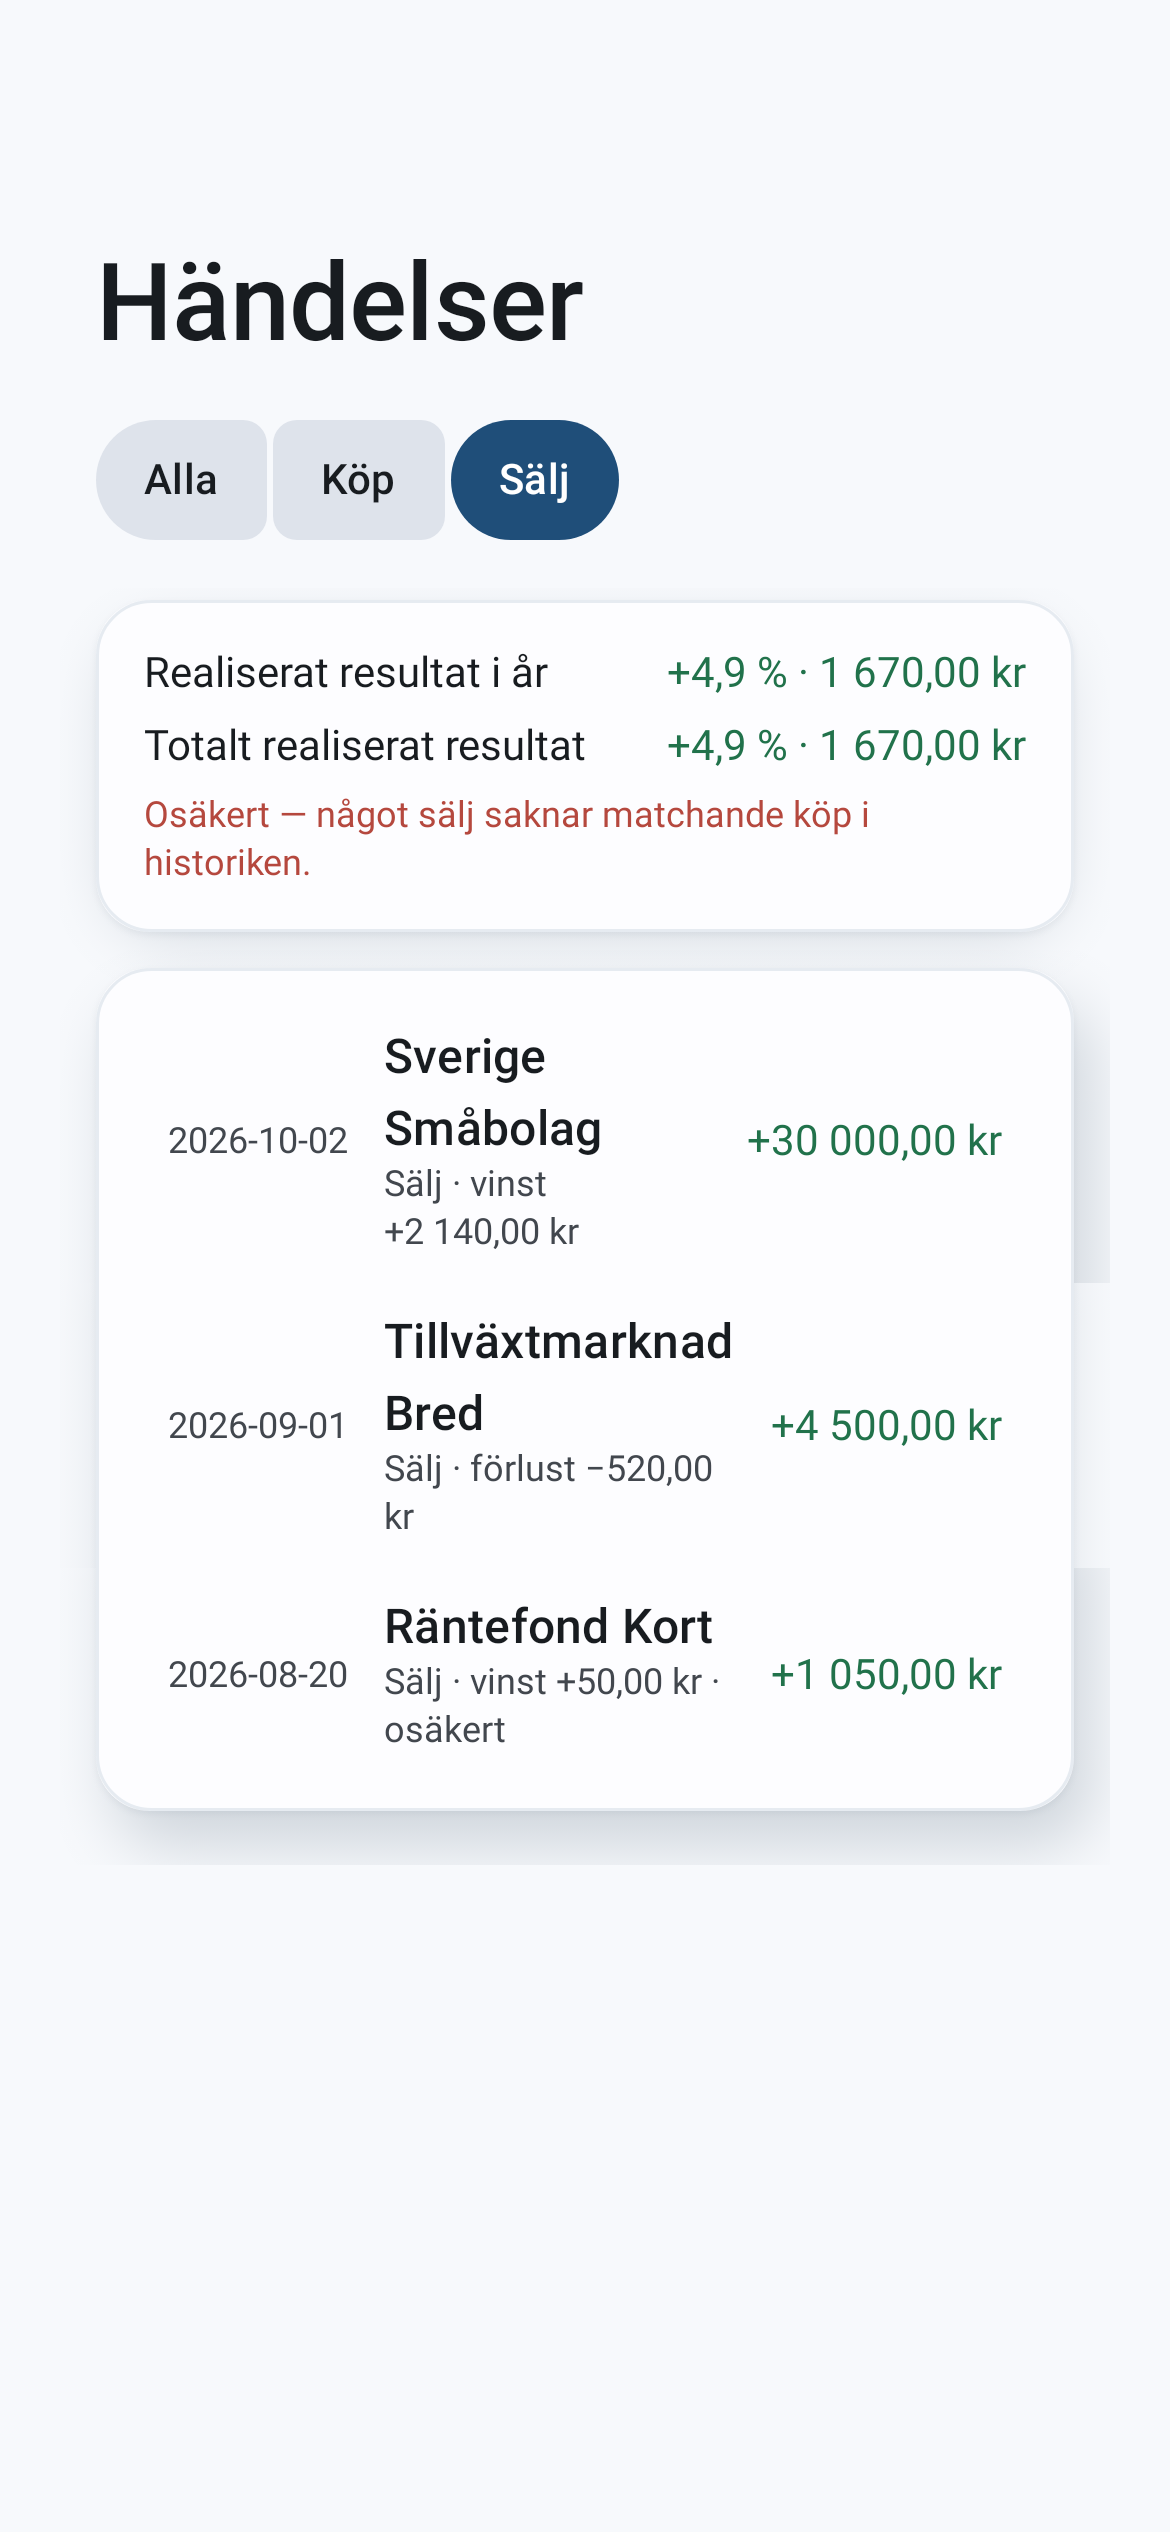 Händelser
Alla
Köp
Sälj
Realiserat resultat i år
+4,9 % · 1 670,00 kr
Totalt realiserat resultat
+4,9 % · 1 670,00 kr
Osäkert — något sälj saknar matchande köp i
historiken.
2026-10-02
Sverige
Småbolag
Sälj · vinst
+2 140,00 kr
+30 000,00 kr
2026-09-01
Tillväxtmarknad
Bred
Sälj · förlust −520,00
kr
+4 500,00 kr
2026-08-20
Räntefond Kort
Sälj · vinst +50,00 kr ·
osäkert
+1 050,00 kr